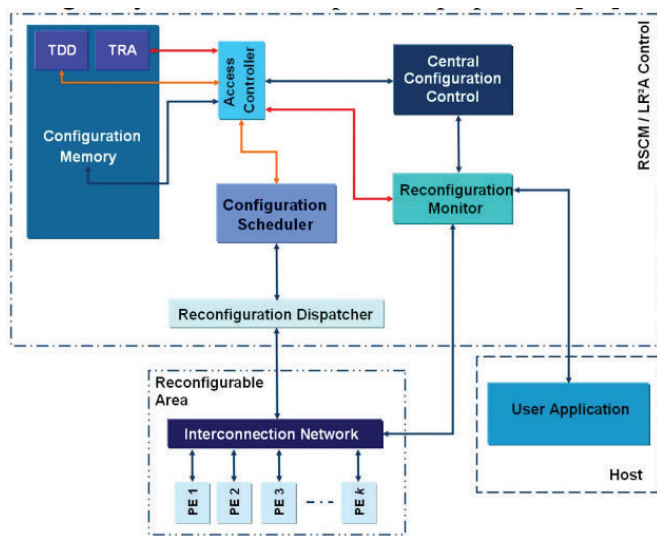 TDD
TRA
Configuration
Memory
Access
Controller
Central
Configuration
Control
RSCM / LR²A Control
Configuration
Scheduler
Reconfiguration
Monitor
Reconfiguration Dispatcher
Reconfigurable
Area
Interconnection Network
PE 1
PE 2
PE 3
PE k
User Application
Host